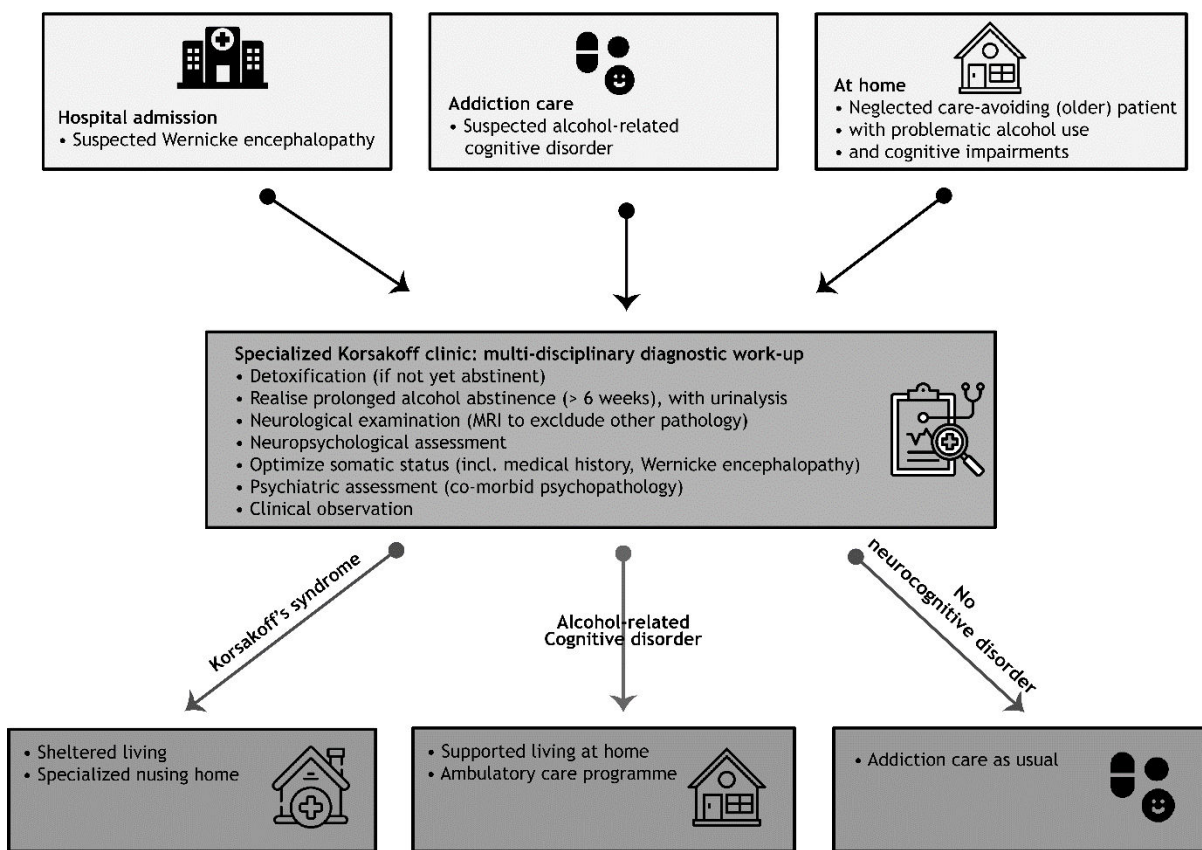 Hospital admission
• Suspected Wernicke encephalopathy
Addiction care
• Suspected alcohol-related
cognitive disorder
At home
• Neglected care-avoiding (older) patient
• with problematic alcohol use
• and cognitive impairments
Specialized Korsakoff clinic: multi-disciplinary diagnostic work-up
• Detoxification (if not yet abstinent)
• Realise prolonged alcohol abstinence (> 6 weeks), with urinalysis
• Neurological examination (MRI to excldude other pathology)
• Neuropsychological assessment
• Optimize somatic status (incl. medical history, Wernicke encephalopathy)
• Psychiatric assessment (co-morbid psychopathology)
• Clinical observation
Korsakoff's syndrome
Alcohol-related
Cognitive disorder
No
neurocognitive disorder
• Sheltered living
• Specialized nusing home
• Supported living at home
• Ambulatory care programme
• Addiction care as usual